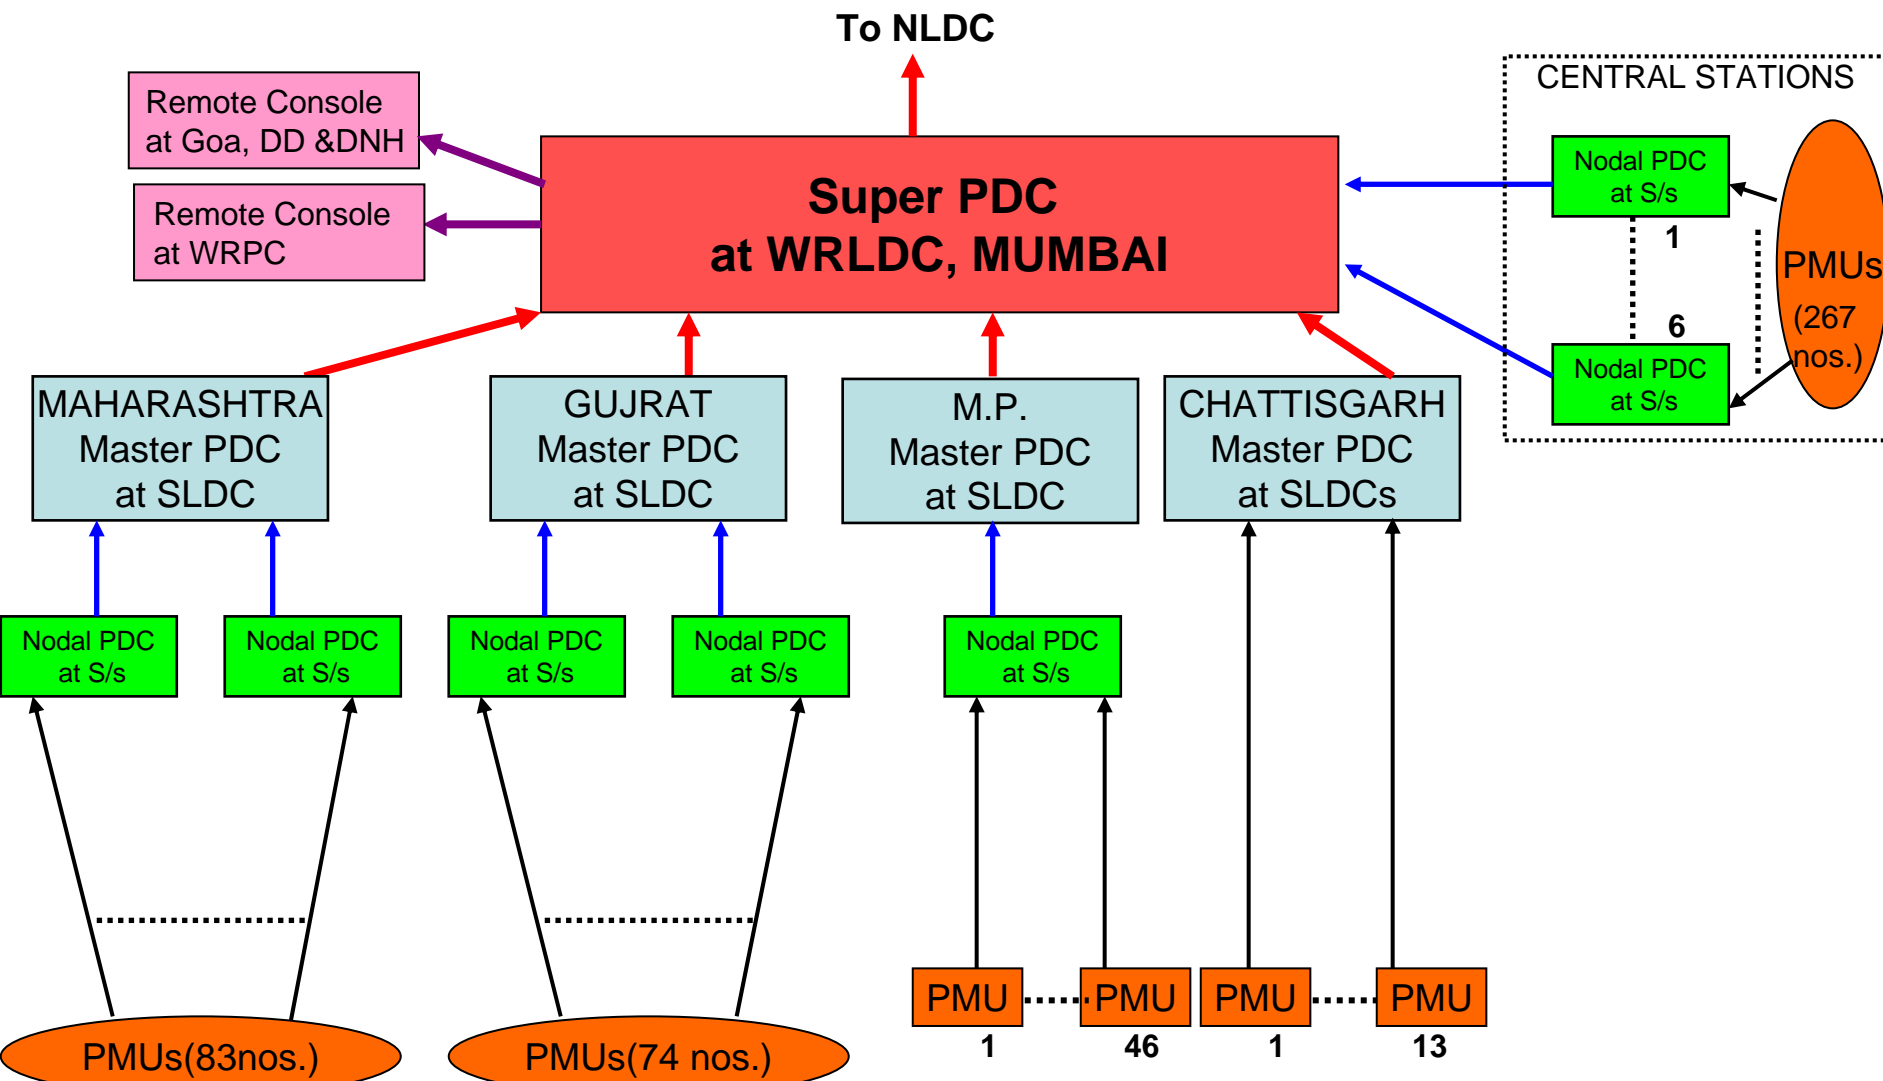 To NLDC
Remote Console
at Goa, DD &DNH
Remote Console
at WRPC
Super PDC
at WRLDC, MUMBAI
CENTRAL STATIONS
Nodal PDC
at S/s
1
6
Nodal PDC
at S/s
PMUs
(267
nos.)
MAHARASHTRA
Master PDC
at SLDC
GUJRAT
Master PDC
at SLDC
M.P.
Master PDC
at SLDC
CHATTISGARH
Master PDC
at SLDCs
Nodal PDC
at S/s
Nodal PDC
at S/s
Nodal PDC
at S/s
Nodal PDC
at S/s
Nodal PDC
at S/s
PMUs(83nos.)
PMUs(74 nos.)
PMU
1
PMU
46
PMU
1
PMU
13